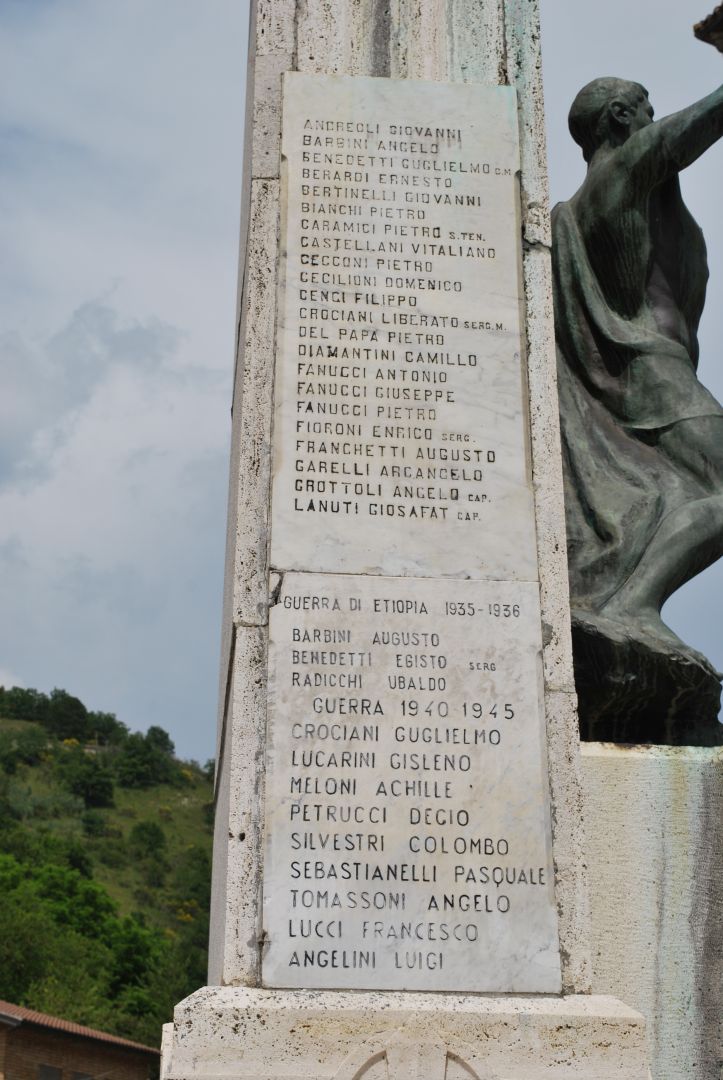 ANDREOLI GIOVANNI
BARBINI ANGELO
BENEDETTI GUGLIELMO C.M.
BERARDI ERNESTO
BERTINELLI GIOVANNI
BIANCHI PIETRO
CARAMICI PIETRO S.TEN.
CASTELLANI VITALIANO
CECCONI PIETRO
CECILIONI DOMENICO
CENCI FILIPPO
CROCIANI LIBERATO SERG.M.
DEL PAPA PIETRO
DIAMANTINI CAMILLO
FANUCCI ANTONIO
FANUCCI GIUSEPPE
FANUCCI PIETRO
FIORONI ENRICO SERG.
FRANCHETTI AUGUSTO
GARELLI ARCANGELO
GROTTOLI ANGELO CAP.
LANUTI GIOSAFAT CAP.
GUERRA DI ETIOPIA 1935-1936
BARBINI AUGUSTO
BENEDETTI EGISTO SERG
RADICCHI UBALDO
GUERRA 1940 1945
CROCIANI GUGLIELMO
LUCARINI GISLENO
MELONI ACHILLE
PETRUCCI DECIO
SILVESTRI COLOMBO
SEBASTIANELLI PASQUALE
TOMASSONI ANGELO
LUCCI FRANCESCO
ANGELINI LUIGI